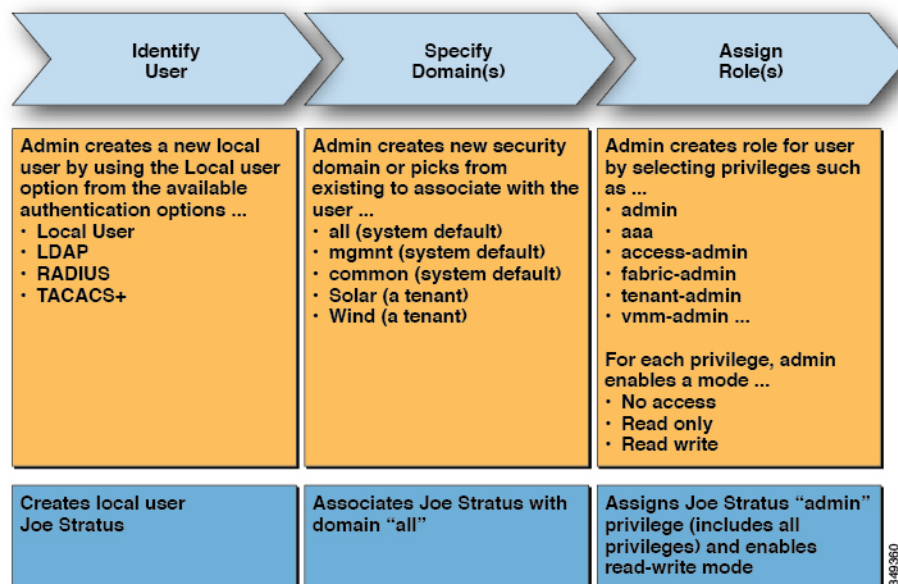 Identify
User
Specify
Domain(s)
Assign
Role(s)
Admin creates a new local
user by using the Local user
option from the available
authentication options ...
• Local User
• LDAP
• RADIUS
• TACACS+
Admin creates new security
domain or picks from
existing to associate with the
user ...
• all (system default)
• mgmnt (system default)
• common (system default)
• Solar (a tenant)
• Wind (a tenant)
Admin creates role for user
by selecting privileges such
as ...
• admin
• aaa
• access-admin
• fabric-admin
• tenant-admin
• vmm-admin ...
For each privilege, admin
enables a mode ...
• No access
• Read only
• Read write
Creates local user
Joe Stratus
Associates Joe Stratus with
domain “all”
Assigns Joe Stratus “admin”
privilege (includes all
privileges) and enables
read-write mode
349360